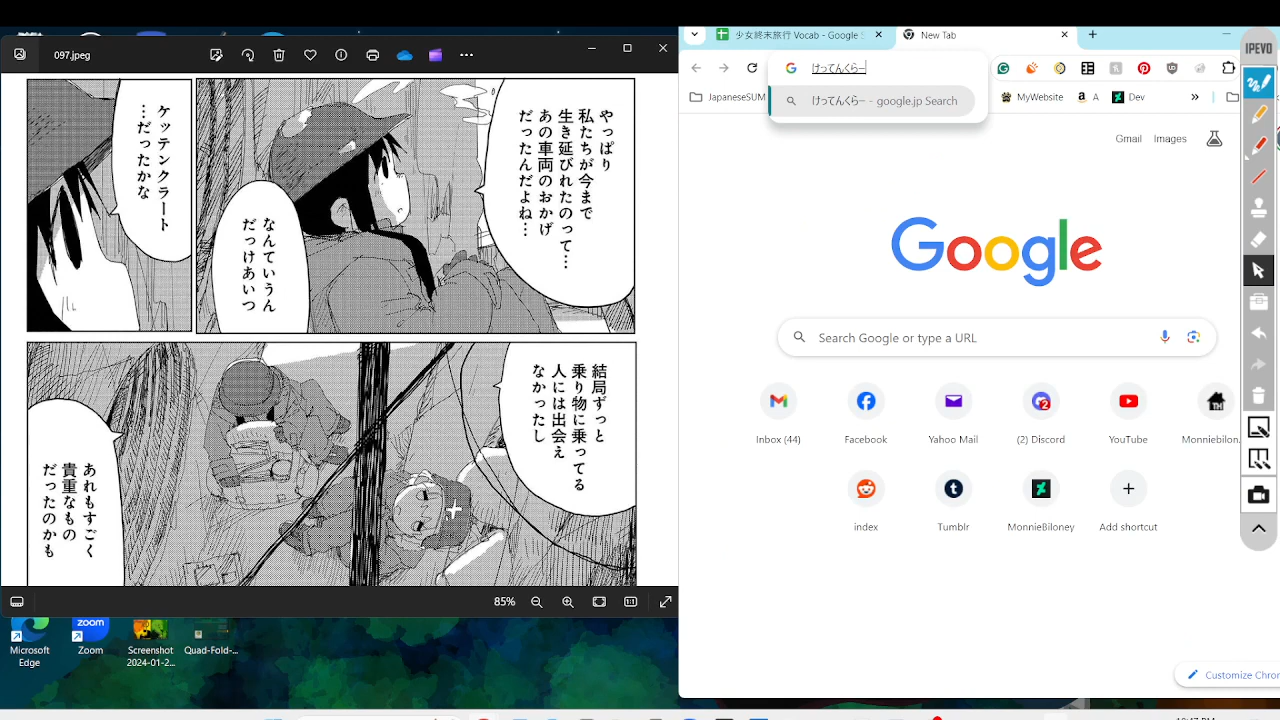 097.jpeg
やっぱり
私たちが今まで
生き延びれたのって…
あの車両のおかげ
だったんだよね…
なんていうん
だっけあいつ
ケッテンクラート
…だったかな
結局ずっと
乗り物に乗ってる
人には出会え
なかったし
あれもすごく
貴重なもの
だったのかも
85%
Microsoft
Edge
Zoom
zoom
Screenshot
2024-01-2...
Quad-Fold-...
少女終末旅行 Vocab - Google S
New Tab
けってんくらー
けってんくらー - google.jp Search
JapaneseSUM
MyWebsite
A
Dev
Gmail
Images
Google
Search Google or type a URL
Inbox (44)
Facebook
Yahoo Mail
(2) Discord
YouTube
Monniebilon.
index
Tumblr
MonnieBiloney
Add shortcut
Customize Chror
IPEVO